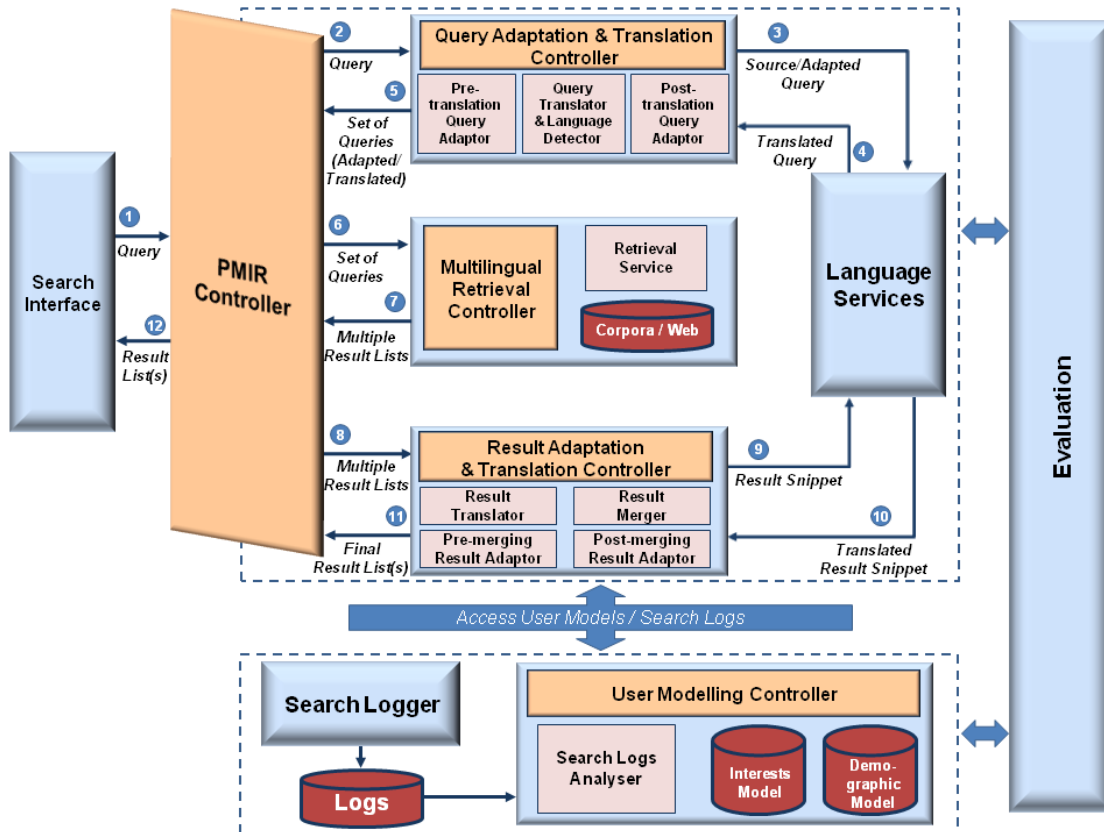 2
Query
Query Adaptation & Translation
Controller
3
Source/Adapted
Query
5
Set of
Queries
(Adapted/
Translated)
Pre-
translation
Query
Adaptor
Query
Translator
& Language
Detector
Post-
translation
Query
Adaptor
Translated
Query
4
1
Query
Search
Interface
12
Result
List(s)
PMIR
Controller
6
Set of
Queries
7
Multiple
Result Lists
Multilingual
Retrieval
Controller
Retrieval
Service
Corpora / Web
Language
Services
Evaluation
8
Multiple
Result Lists
11
Final
Result List(s)
Result Adaptation
& Translation Controller
Result
Translator
Result
Merger
Pre-merging
Result Adaptor
Post-merging
Result Adaptor
9
Result Snippet
10
Translated
Result Snippet
Access User Models / Search Logs
Search Logger
Logs
User Modelling Controller
Search Logs
Analyser
Interests
Model
Demo-
graphic
Model